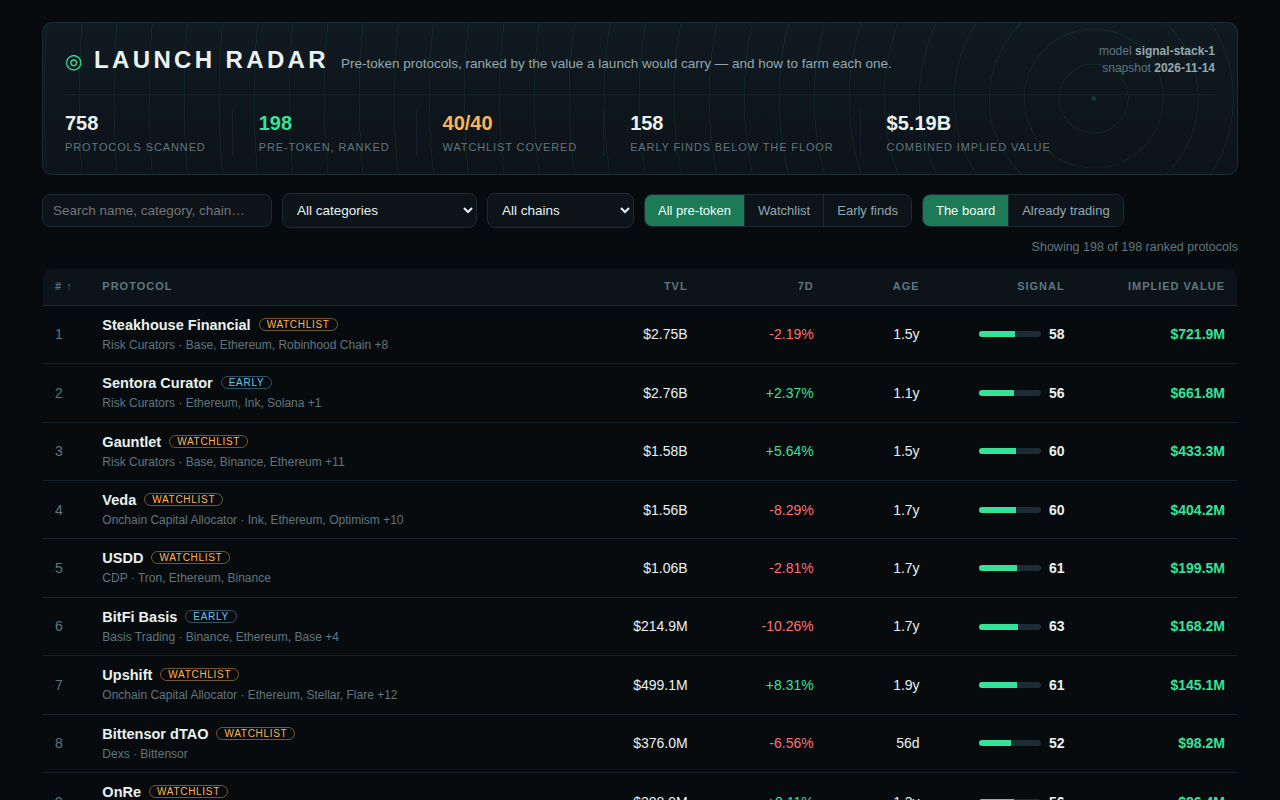 ◎ LAUNCH RADAR Pre-token protocols, ranked by the value a launch would carry — and how to farm each one.
model signal-stack-1
snapshot 2026-11-14
758 198 40/40 158 $5.19B
PROTOCOLS SCANNED PRE-TOKEN, RANKED WATCHLIST COVERED EARLY FINDS BELOW THE FLOOR COMBINED IMPLIED VALUE
Search name, category, chain… All categories All chains All pre-token Watchlist Early finds The board Already trading
Showing 198 of 198 ranked protocols
# ↑ PROTOCOL TVL 7D AGE SIGNAL IMPLIED VALUE
1 Steakhouse Financial WATCHLIST $2.75B -2.19% 1.5y 58 $721.9M
Risk Curators · Base, Ethereum, Robinhood Chain +8
2 Sentora Curator EARLY $2.76B +2.37% 1.1y 56 $661.8M
Risk Curators · Ethereum, Ink, Solana +1
3 Gauntlet WATCHLIST $1.58B +5.64% 1.5y 60 $433.3M
Risk Curators · Base, Binance, Ethereum +11
4 Veda WATCHLIST $1.56B -8.29% 1.7y 60 $404.2M
Onchain Capital Allocator · Ink, Ethereum, Optimism +10
5 USDD WATCHLIST $1.06B -2.81% 1.7y 61 $199.5M
CDP · Tron, Ethereum, Binance
6 BitFi Basis EARLY $214.9M -10.26% 1.7y 63 $168.2M
Basis Trading · Binance, Ethereum, Base +4
7 Upshift WATCHLIST $499.1M +8.31% 1.9y 61 $145.1M
Onchain Capital Allocator · Ethereum, Stellar, Flare +12
8 Bittensor dTAO WATCHLIST $376.0M -6.56% 56d 52 $98.2M
Dexs · Bittensor
OnRe WATCHLIST